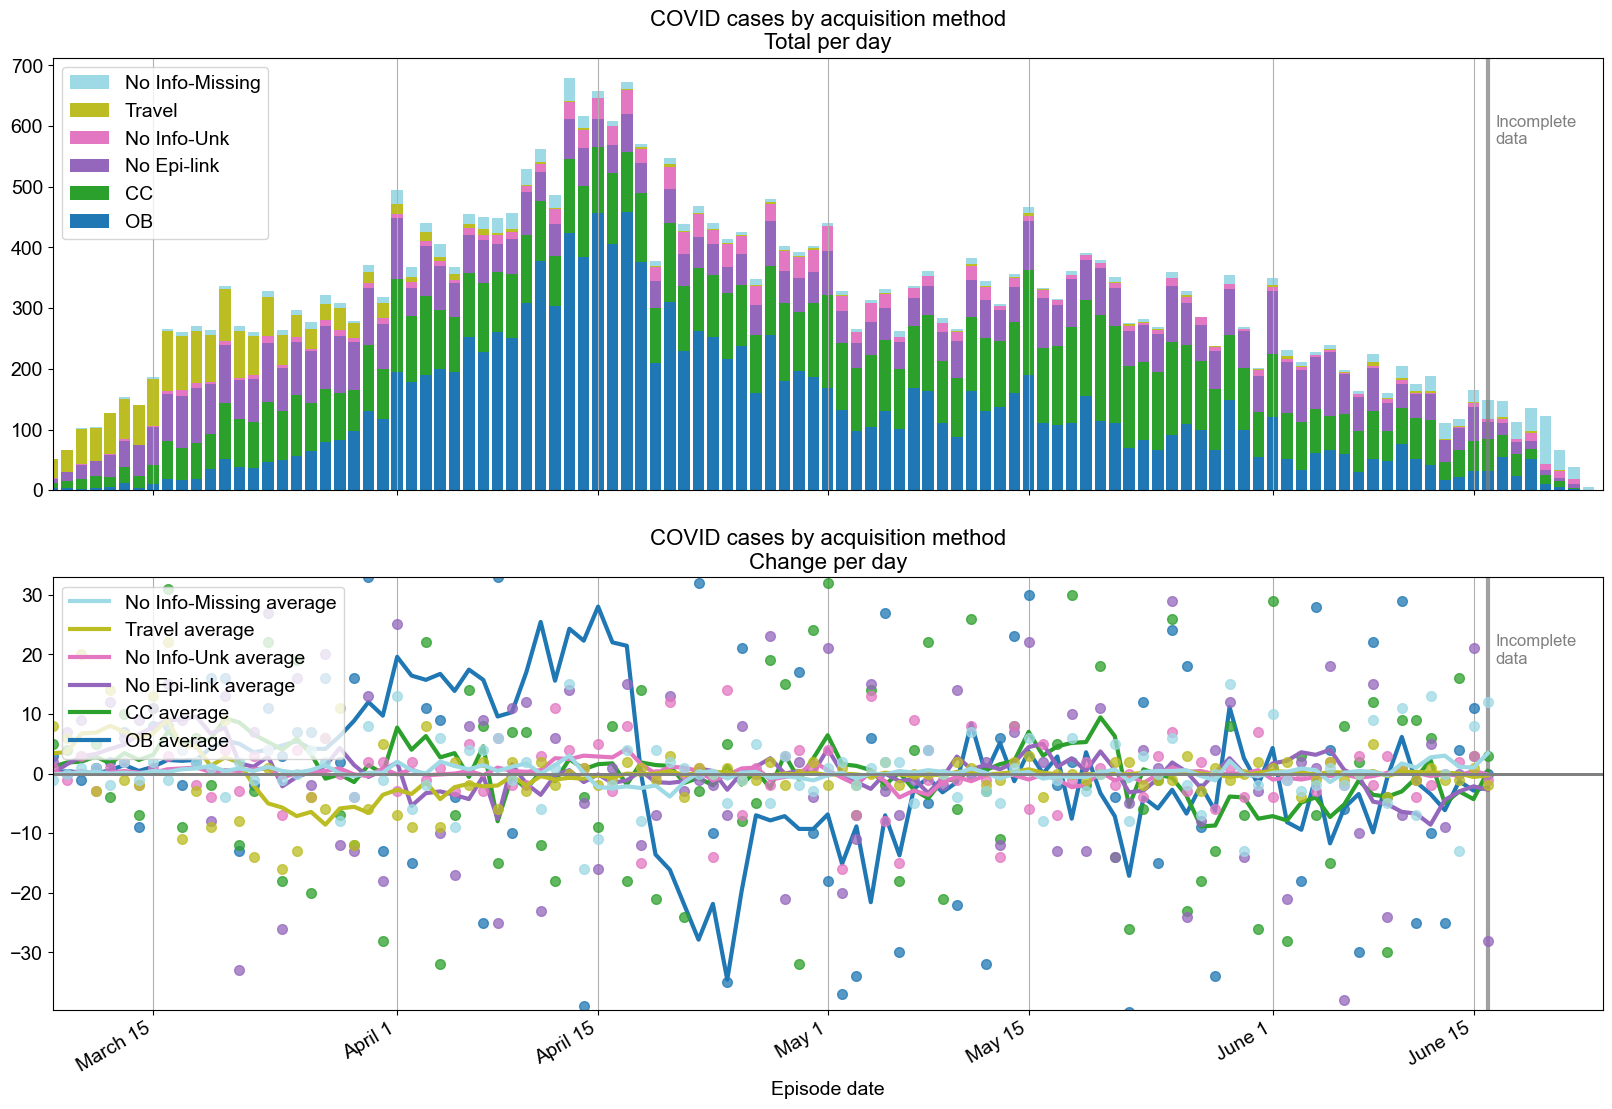 COVID cases by acquisition method
Total per day
700
600
500
400
300
200
100
0
No Info-Missing
Travel
No Info-Unk
No Epi-link
CC
OB
Incomplete
data
COVID cases by acquisition method
Change per day
30
20
10
0
−10
−20
−30
No Info-Missing average
Travel average
No Info-Unk average
No Epi-link average
CC average
OB average
Incomplete
data
March 15
April 1
April 15
May 1
May 15
June 1
June 15
Episode date